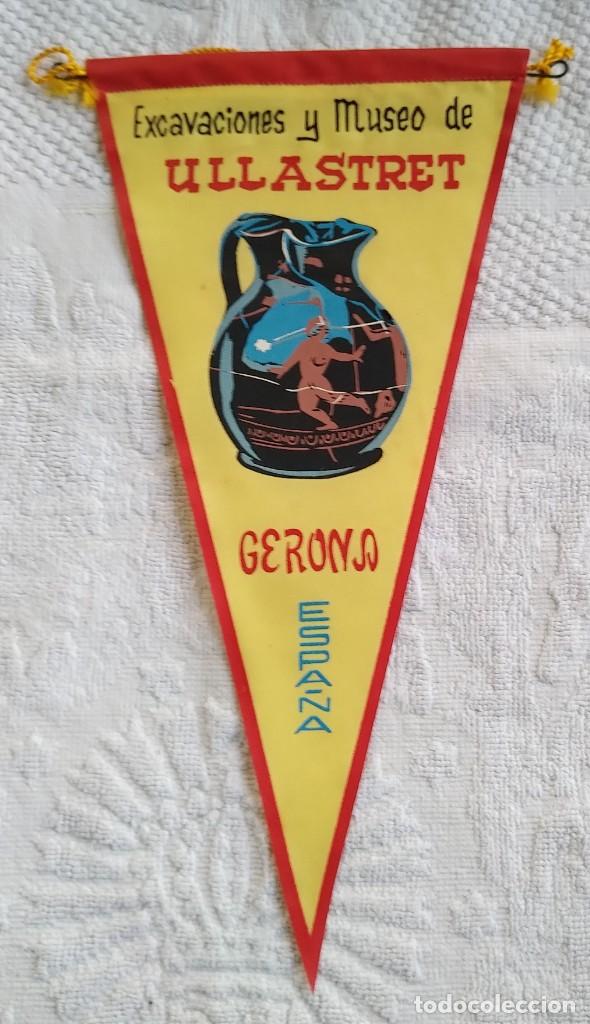 Excavaciones y Museo de
ULLASTRET
GERONA
ESPAÑA
todocoleccion